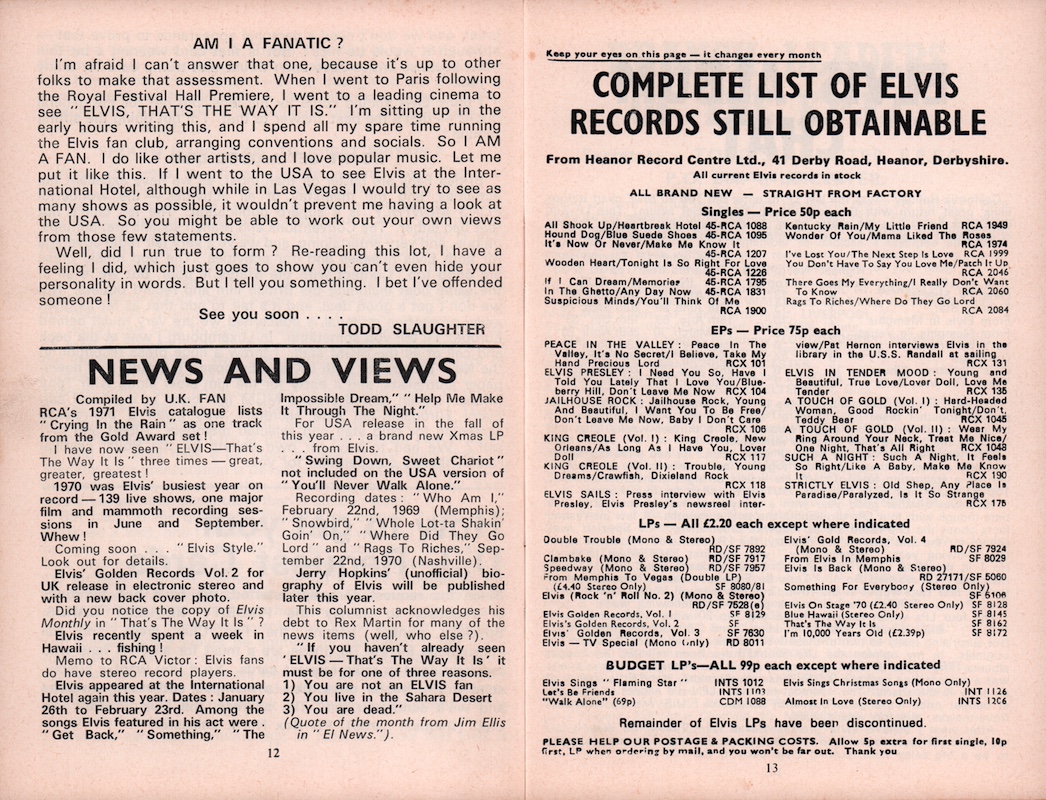 AM I A FANATIC ?
I'm afraid I can't answer that one, because it's up to other
folks to make that assessment. When I went to Paris following
the Royal Festival Hall Premiere, I went to a leading cinema to
see " ELVIS, THAT'S THE WAY IT IS." I'm sitting up in the
early hours writing this, and I spend all my spare time running
the Elvis fan club, arranging conventions and socials. So I AM
A FAN. I do like other artists, and I love popular music. Let me
put it like this. If I went to the USA to see Elvis at the Inter-
national Hotel, although while in Las Vegas I would try to see as
many shows as possible, it wouldn't prevent me having a look at
the USA. So you might be able to work out your own views
from those few statements.
Well, did I run true to form ? Re-reading this lot, I have a
feeling I did, which just goes to show you can't even hide your
personality in words. But I tell you something. I bet I've offended
someone !
See you soon . . . .
TODD SLAUGHTER
NEWS AND VIEWS
Compiled by U.K. FAN
RCA's 1971 Elvis catalogue lists
" Crying In the Rain " as one track
from the Gold Award set !
I have now seen " ELVIS—That's
The Way It Is " three times — great,
greater, greatest !
1970 was Elvis' busiest year on
record — 139 live shows, one major
film and mammoth recording ses-
sions in June and September.
Whew !
Coming soon . . . " Elvis Style."
Look out for details.
Elvis' Golden Records Vol. 2 for
UK release in electronic stereo and
with a new back cover photo.
Did you notice the copy of Elvis
Monthly in " That's The Way It Is " ?
Elvis recently spent a week in
Hawaii . . . fishing !
Memo to RCA Victor : Elvis fans
do have stereo record players.
Elvis appeared at the International
Hotel again this year. Dates : January
26th to February 23rd. Among the
songs Elvis featured in his act were .
" Get Back," " Something," " The
Impossible Dream," " Help Me Make
It Through The Night."
For USA release in the fall of
this year . . . a brand new Xmas LP
. . . from Elvis.
" Swing Down, Sweet Chariot "
not included on the USA version of
" You'll Never Walk Alone."
Recording dates : " Who Am I,"
February 22nd, 1969 (Memphis);
" Snowbird," " Whole Lot-ta Shakin'
Goin' On," " Where Did They Go
Lord " and " Rags To Riches," Sep-
tember 22nd, 1970 (Nashville).
Jerry Hopkins' (unofficial) bio-
graphy of Elvis will be published
later this year.
This columnist acknowledges his
debt to Rex Martin for many of the
news items (well, who else ?).
" If you haven't already seen
' ELVIS — That's The Way It Is ' it
must be for one of three reasons.
1) You are not an ELVIS fan
2) You live in the Sahara Desert
3) You are dead."
(Quote of the month from Jim Ellis
in " El News.").
12
Keep your eyes on this page — it changes every month
COMPLETE LIST OF ELVIS
RECORDS STILL OBTAINABLE
From Heanor Record Centre Ltd., 41 Derby Road, Heanor, Derbyshire.
All current Elvis records in stock
ALL BRAND NEW — STRAIGHT FROM FACTORY
Singles — Price 50p each
All Shook Up/Heartbreak Hotel 45-RCA 1088
Hound Dog/Blue Suede Shoes 45-RCA 1095
It's Now Or Never/Make Me Know It
45-RCA 1207
Wooden Heart/Tonight Is So Right For Love
45-RCA 1226
If I Can Dream/Memories 45-RCA 1795
In The Ghetto/Any Day Now 45-RCA 1831
Suspicious Minds/You'll Think Of Me
RCA 1900
Kentucky Rain/My Little Friend RCA 1949
Wonder Of You/Mama Liked The Roses
RCA 1974
I've Lost You/The Next Step Is Love RCA 1999
You Don't Have To Say You Love Me/Patch It Up
RCA 2046
There Goes My Everything/I Really Don't Want
To Know RCA 2060
Rags To Riches/Where Do They Go Lord
RCA 2084
EPs — Price 75p each
PEACE IN THE VALLEY : Peace In The
Valley, It's No Secret/I Believe, Take My
Hand Precious Lord RCX 101
ELVIS PRESLEY : I Need You So, Have I
Told You Lately That I Love You/Blue-
berry Hill, Don't Leave Me Now RCX 104
JAILHOUSE ROCK : Jailhouse Rock, Young
And Beautiful, I Want You To Be Free/
Don't Leave Me Now, Baby I Don't Care
RCX 106
KING CREOLE (Vol. I) : King Creole, New
Orleans/As Long As I Have You, Lover
Doll RCX 117
KING CREOLE (Vol. II) : Trouble, Young
Dreams/Crawfish, Dixieland Rock
RCX 118
ELVIS SAILS : Press interview with Elvis
Presley, Elvis Presley's newsreel inter-
view/Pat Hernon interviews Elvis in the
library in the U.S.S. Randall at sailing
RCX 131
ELVIS IN TENDER MOOD : Young and
Beautiful, True Love/Lover Doll, Love Me
Tender RCX 135
A TOUCH OF GOLD (Vol. I) : Hard-Headed
Woman, Good Rockin' Tonight/Don't,
Teddy Bear RCX 1045
A TOUCH OF GOLD (Vol. II) : Wear My
Ring Around Your Neck, Treat Me Nice/
One Night, That's All Right RCX 1048
SUCH A NIGHT : Such A Night, It Feels
So Right/Like A Baby, Make Me Know
It RCX 190
STRICTLY ELVIS : Old Shep, Any Place Is
Paradise/Paralyzed, Is It So Strange
RCX 175
LPs — All £2.20 each except where indicated
Double Trouble (Mono & Stereo)
RD/SF 7892
Clambake (Mono & Stereo) RD/SF 7917
Speedway (Mono & Stereo) RD/SF 7957
From Memphis To Vegas (Double LP)
(£4.40 Stereo Only) SF 8080/81
Elvis (Rock 'n' Roll No. 2) (Mono & Stereo)
RD/SF 7528(e)
Elvis Golden Records, Vol. 1 SF 8129
Elvis's Golden Records, Vol. 2 SF
Elvis' Golden Records, Vol. 3 SF 7630
Elvis — TV Special (Mono Only) RD 8011
Elvis' Gold Records, Vol. 4
(Mono & Stereo) RD/SF 7924
From Elvis In Memphis SF 8029
Elvis Is Back (Mono & Stereo)
RD 27171/SF 5060
Something For Everybody (Stereo Only)
SF 5106
Elvis On Stage '70 (£2.40 Stereo Only) SF 8128
Blue Hawaii (Stereo Only) SF 8145
That's The Way It Is SF 8162
I'm 10,000 Years Old (£2.39p) SF 8172
BUDGET LP's—ALL 99p each except where indicated
Elvis Sings " Flaming Star " INTS 1012
Let's Be Friends INTS 1103
"Walk Alone" (69p) CDM 1088
Elvis Sings Christmas Songs (Mono Only)
INT 1126
Almost In Love (Stereo Only) INTS 1206
Remainder of Elvis LPs have been discontinued.
PLEASE HELP OUR POSTAGE & PACKING COSTS. Allow 5p extra for first single, 10p
first, LP when ordering by mail, and you won't be far out. Thank you
13